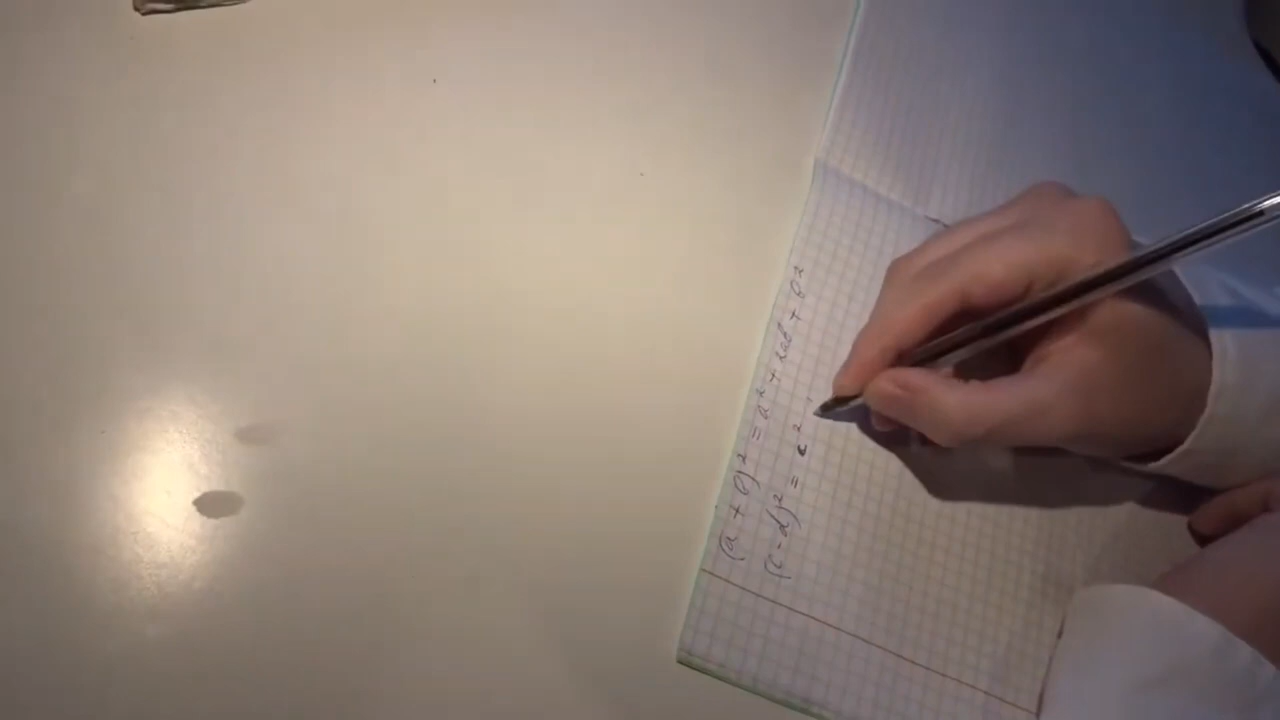 (a + b)² = a² + 2ab + b²
(c - d)² = c²